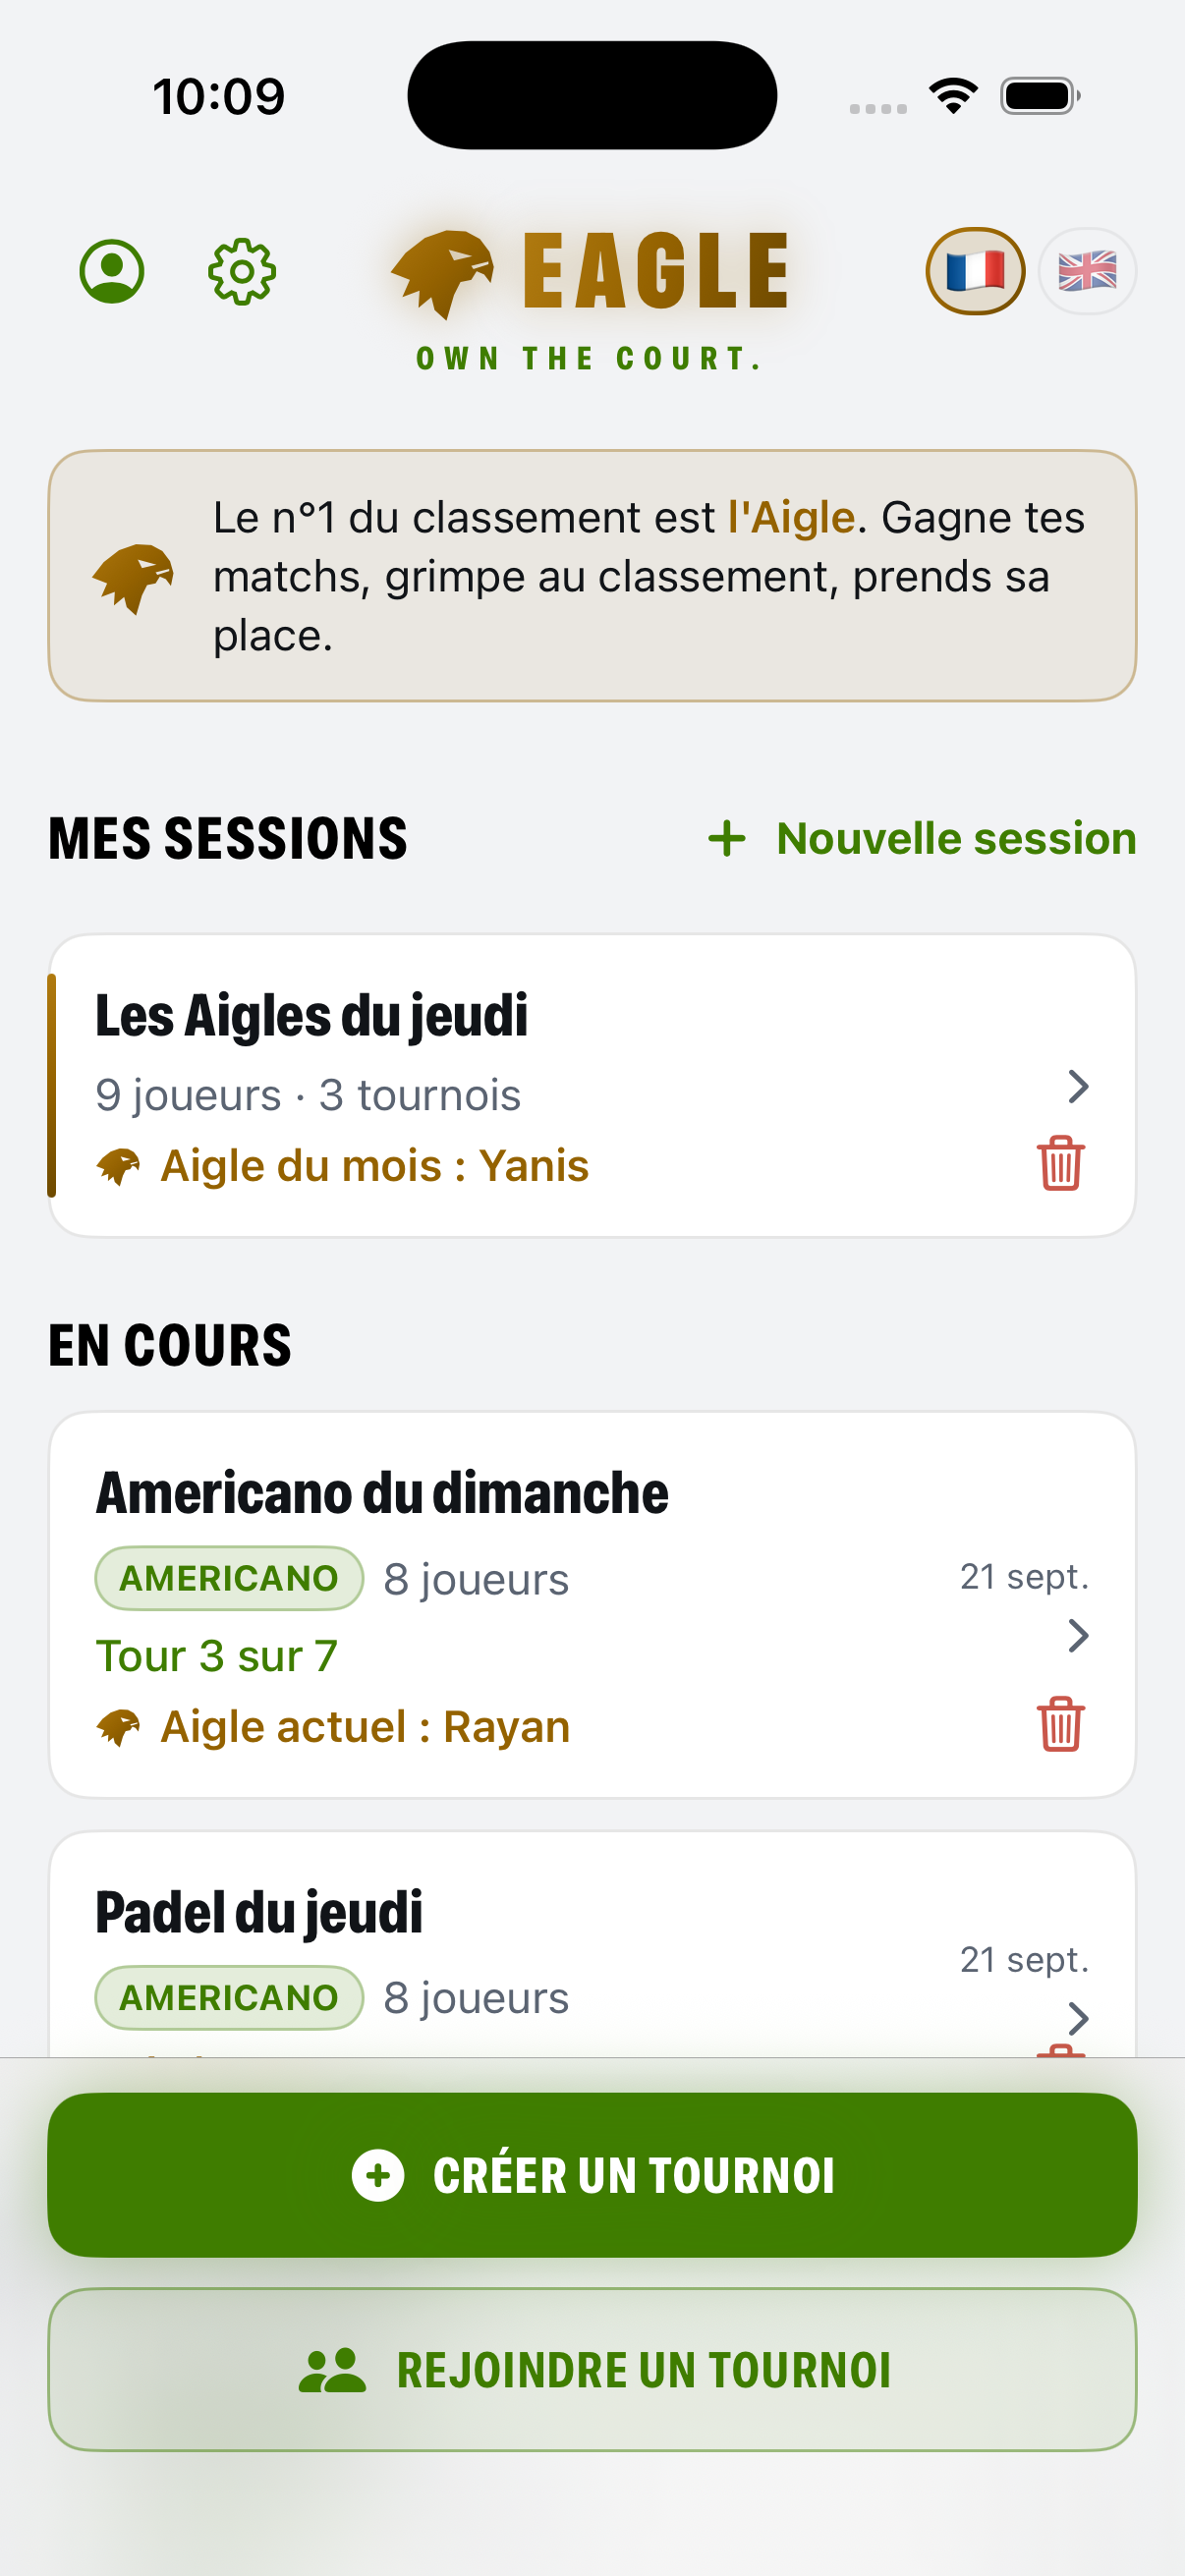 10:09
EAGLE
OWN THE COURT.
Le n°1 du classement est l'Aigle. Gagne tes
matchs, grimpe au classement, prends sa
place.
MES SESSIONS
+ Nouvelle session
Les Aigles du jeudi
9 joueurs · 3 tournois
Aigle du mois : Yanis
EN COURS
Americano du dimanche
AMERICANO 8 joueurs
21 sept.
Tour 3 sur 7
Aigle actuel : Rayan
Padel du jeudi
21 sept.
AMERICANO 8 joueurs
CRÉER UN TOURNOI
REJOINDRE UN TOURNOI